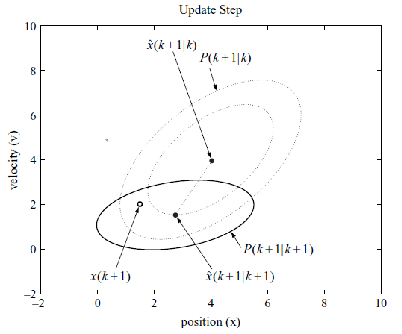 Update Step
10
x̂(k+1|k)
P(k+1|k)
8
6
velocity (v)
4
2
P(k+1|k+1)
0
x(k+1)
x̂(k+1|k+1)
−2
−2 0 2 4 6 8 10
position (x)